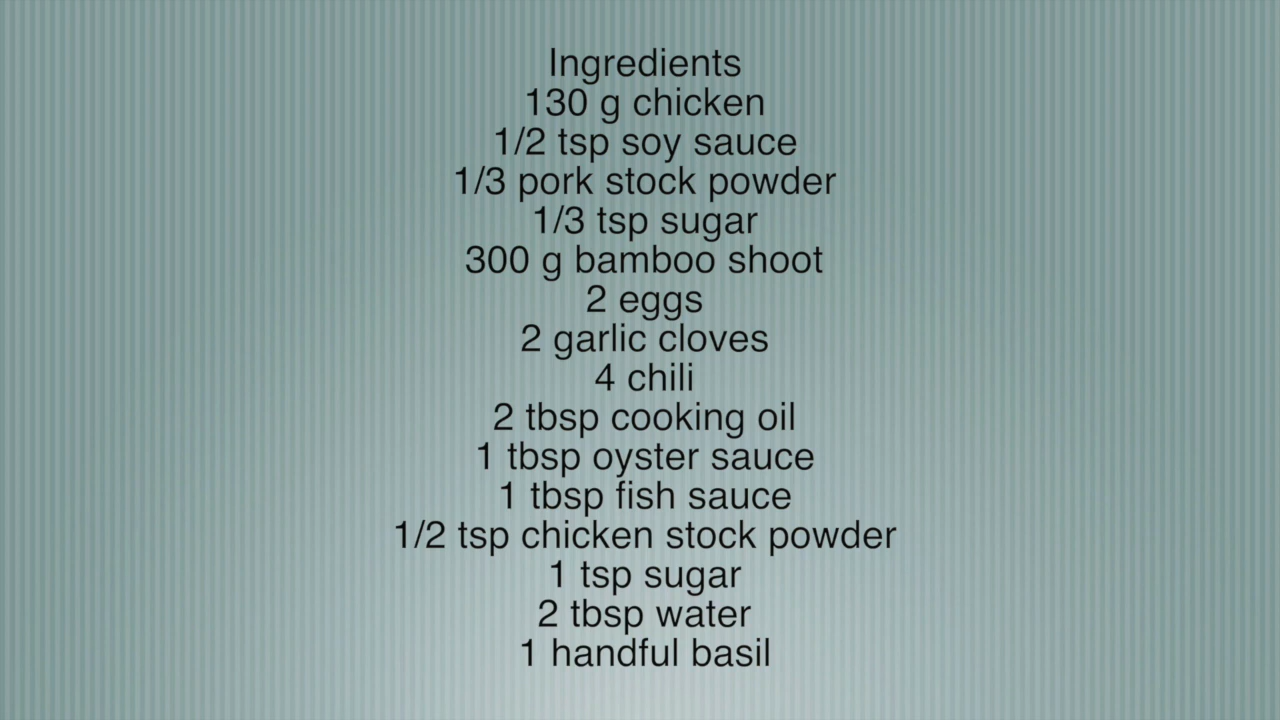 Ingredients
130 g chicken
1/2 tsp soy sauce
1/3 pork stock powder
1/3 tsp sugar
300 g bamboo shoot
2 eggs
2 garlic cloves
4 chili
2 tbsp cooking oil
1 tbsp oyster sauce
1 tbsp fish sauce
1/2 tsp chicken stock powder
1 tsp sugar
2 tbsp water
1 handful basil